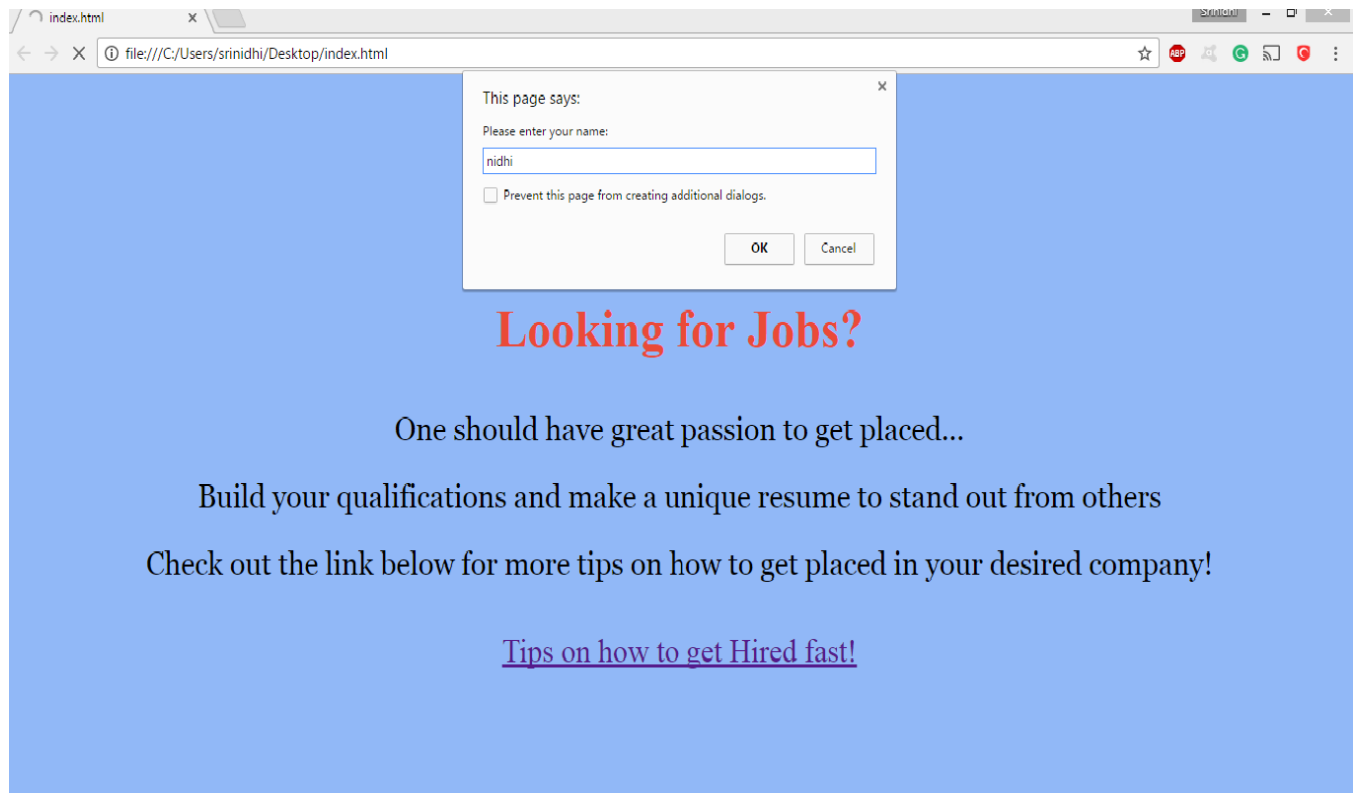 index.html
file:///C:/Users/srinidhi/Desktop/index.html
ABP
This page says:
Please enter your name:
nidhi
Prevent this page from creating additional dialogs.
OK Cancel
Looking for Jobs?
One should have great passion to get placed...
Build your qualifications and make a unique resume to stand out from others
Check out the link below for more tips on how to get placed in your desired company!
Tips on how to get Hired fast!